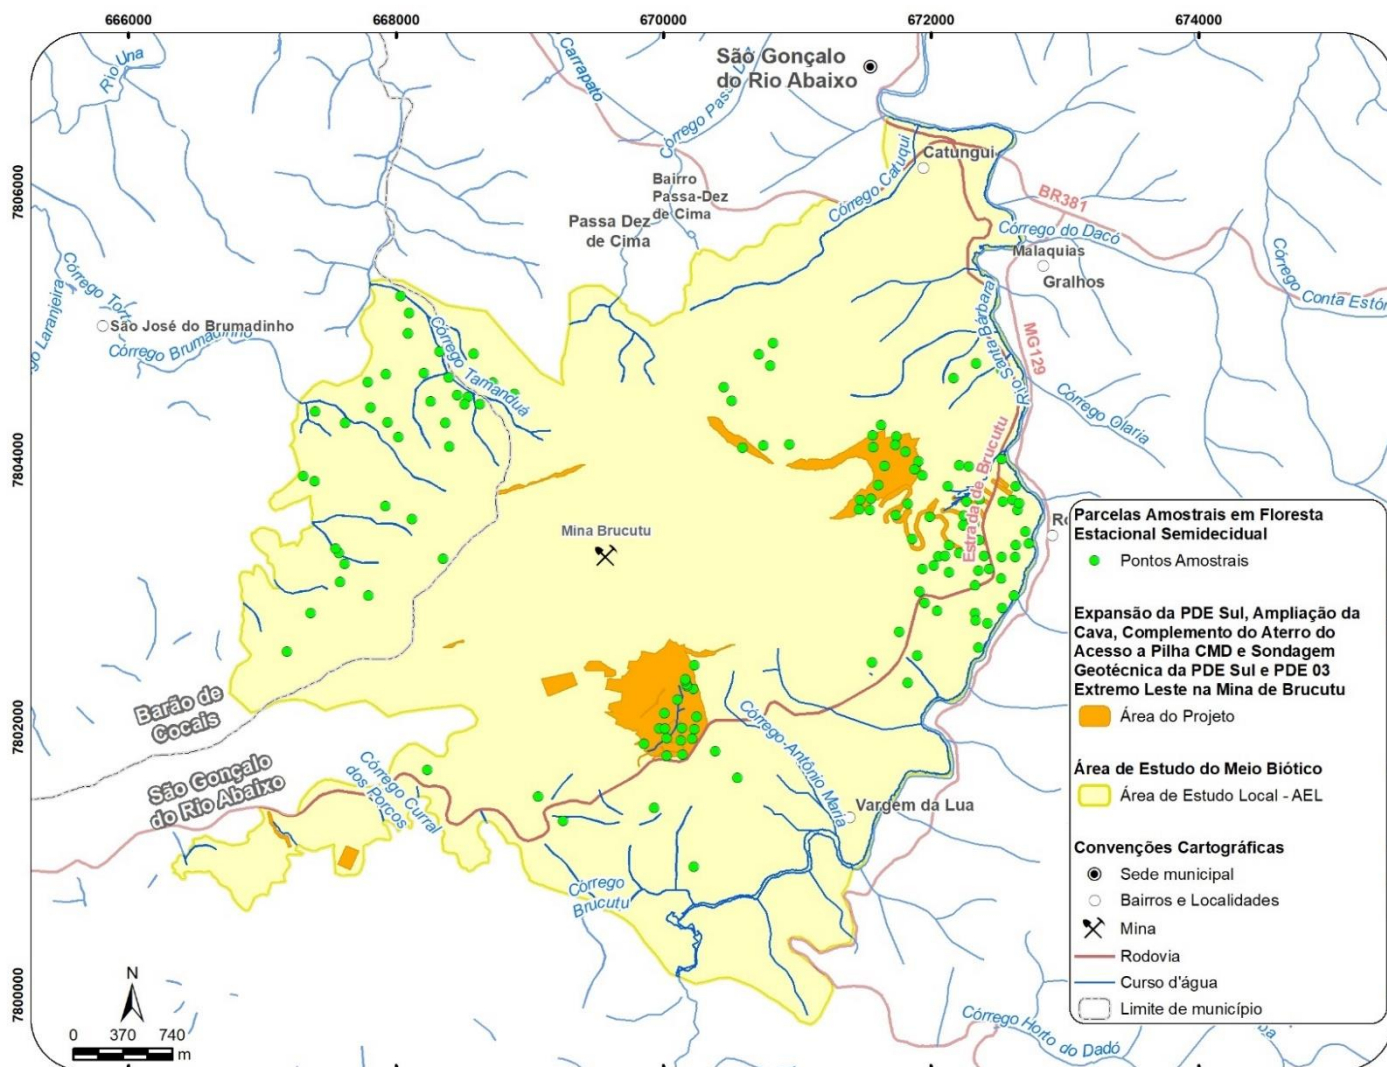 666000
668000
670000
672000
674000
7806000
7804000
7802000
7800000
Rio Una
Carrapato
São Gonçalo
do Rio Abaixo
Catungui
Córrego Catuqui
Bairro
Passa-Dez
de Cima
Passa Dez
de Cima
BR381
Córrego do Dacó
Malaquias
Gralhos
Córrego Conta
Rio Santa Bárbara
MG129
Córrego Olaria
Estrada de Brucutu
Laranjeira
São José do Brumadinho
Córrego Brumadinho
Córrego Tamanduá
Mina Brucutu
Barão de
Cocais
São Gonçalo
do Rio Abaixo
Córrego Curral
dos Porcos
Córrego Antônio Maria
Vargem da Lua
Córrego
Brucutu
Córrego Horto do Dadó
N
0 370 740
m
Parcelas Amostrais em Floresta
Estacional Semidecidual
Pontos Amostrais
Expansão da PDE Sul, Ampliação da
Cava, Complemento do Aterro do
Acesso a Pilha CMD e Sondagem
Geotécnica da PDE Sul e PDE 03
Extremo Leste na Mina de Brucutu
Área do Projeto
Área de Estudo do Meio Biótico
Área de Estudo Local - AEL
Convenções Cartográficas
Sede municipal
Bairros e Localidades
Mina
Rodovia
Curso d'água
Limite de município